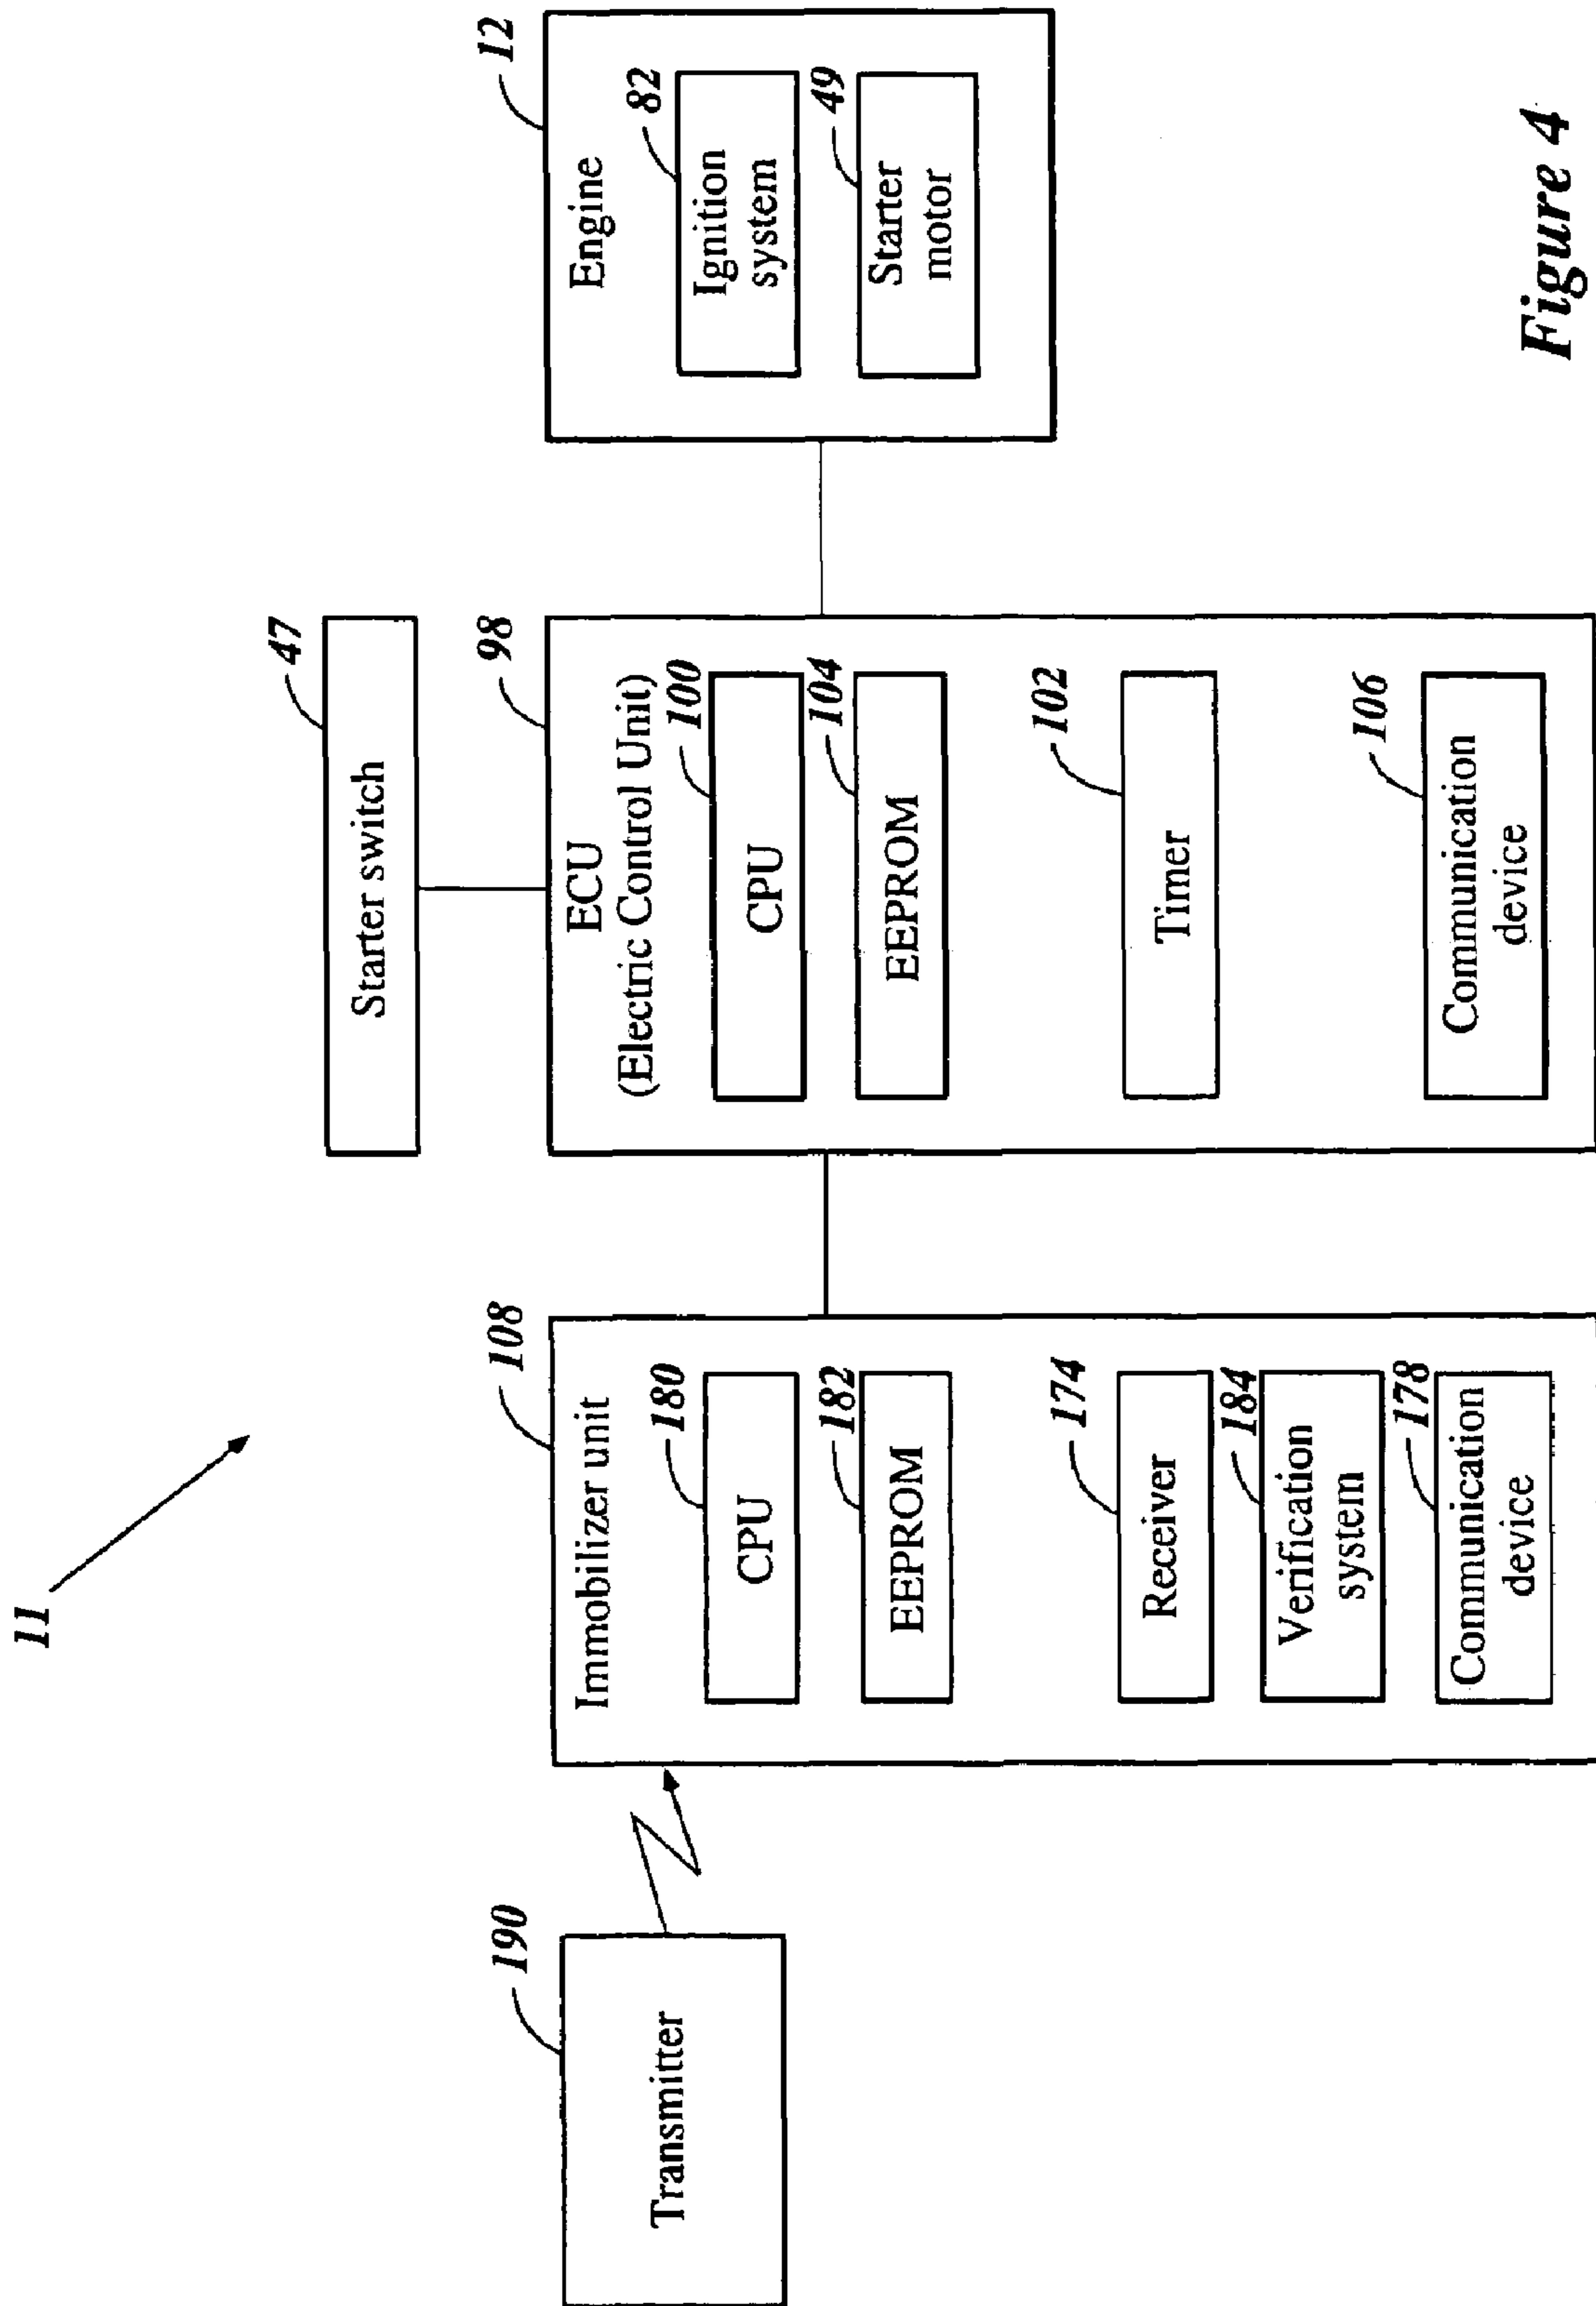 11
190
Transmitter
108
Immobilizer unit
180
CPU
182
EEPROM
174
Receiver
184
Verification
system
178
Communication
device
47
Starter switch
98
ECU
(Electric Control Unit)
100
CPU
104
EEPROM
102
Timer
106
Communication
device
12
Engine
82
Ignition
system
49
Starter
motor
Figure 4